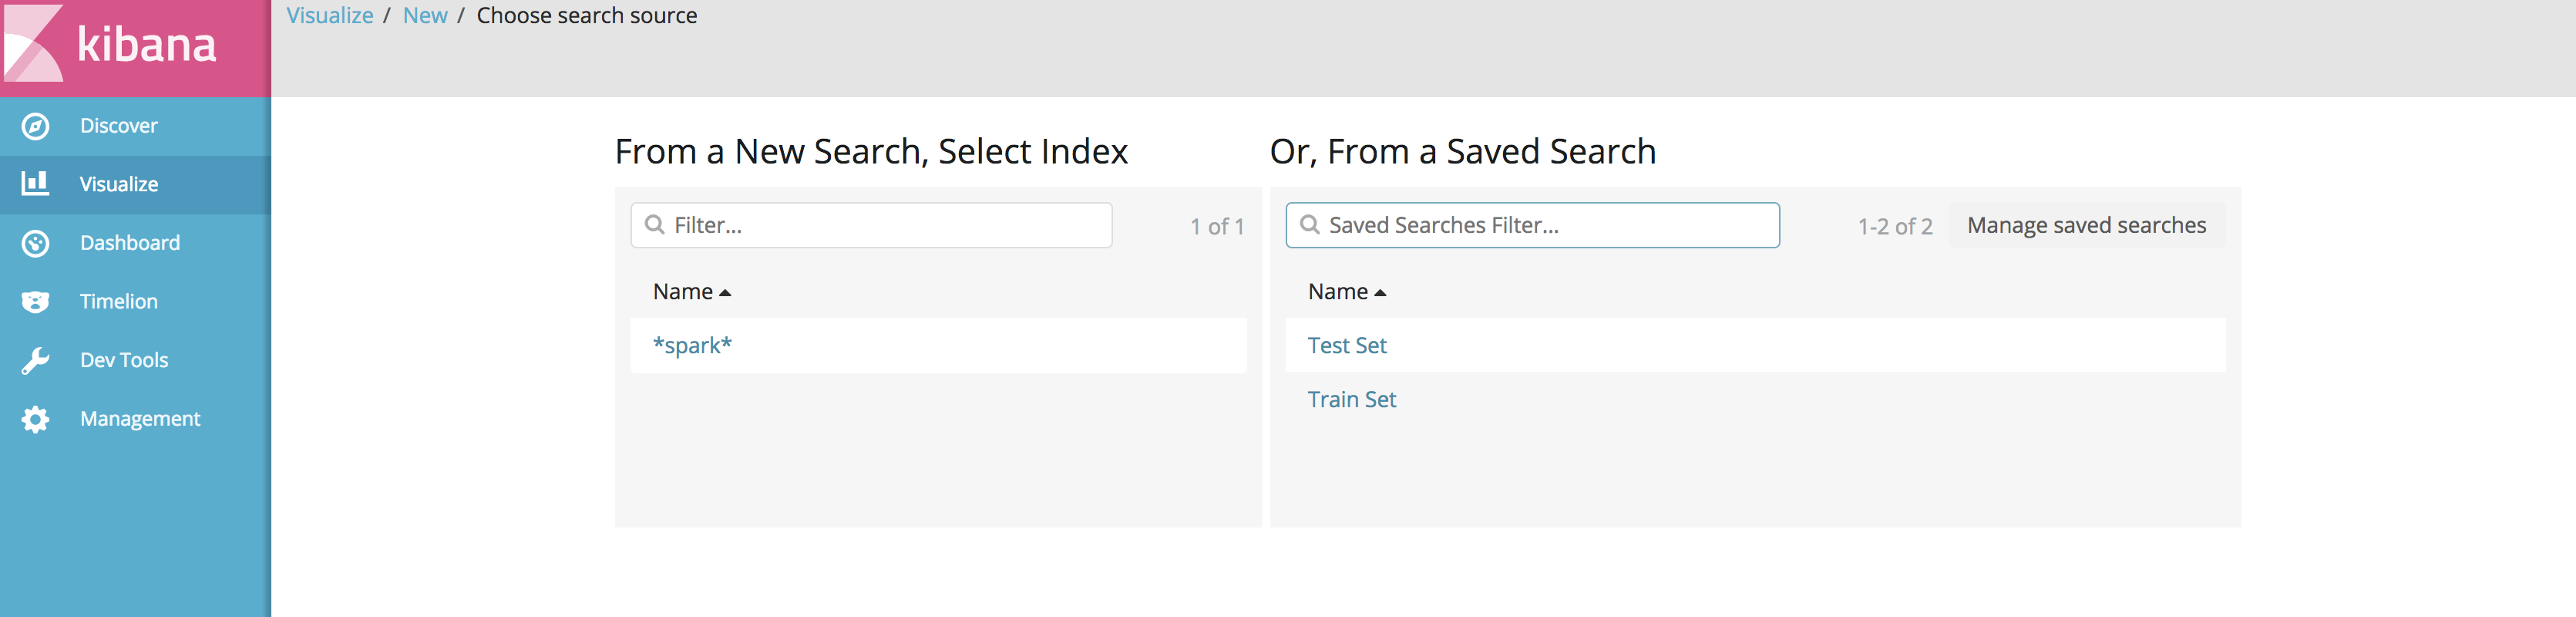 kibana
Visualize / New / Choose search source
Discover
Visualize
Dashboard
Timelion
Dev Tools
Management
From a New Search, Select Index
Filter...
1 of 1
Name
*spark*
Or, From a Saved Search
Saved Searches Filter...
1-2 of 2
Manage saved searches
Name
Test Set
Train Set